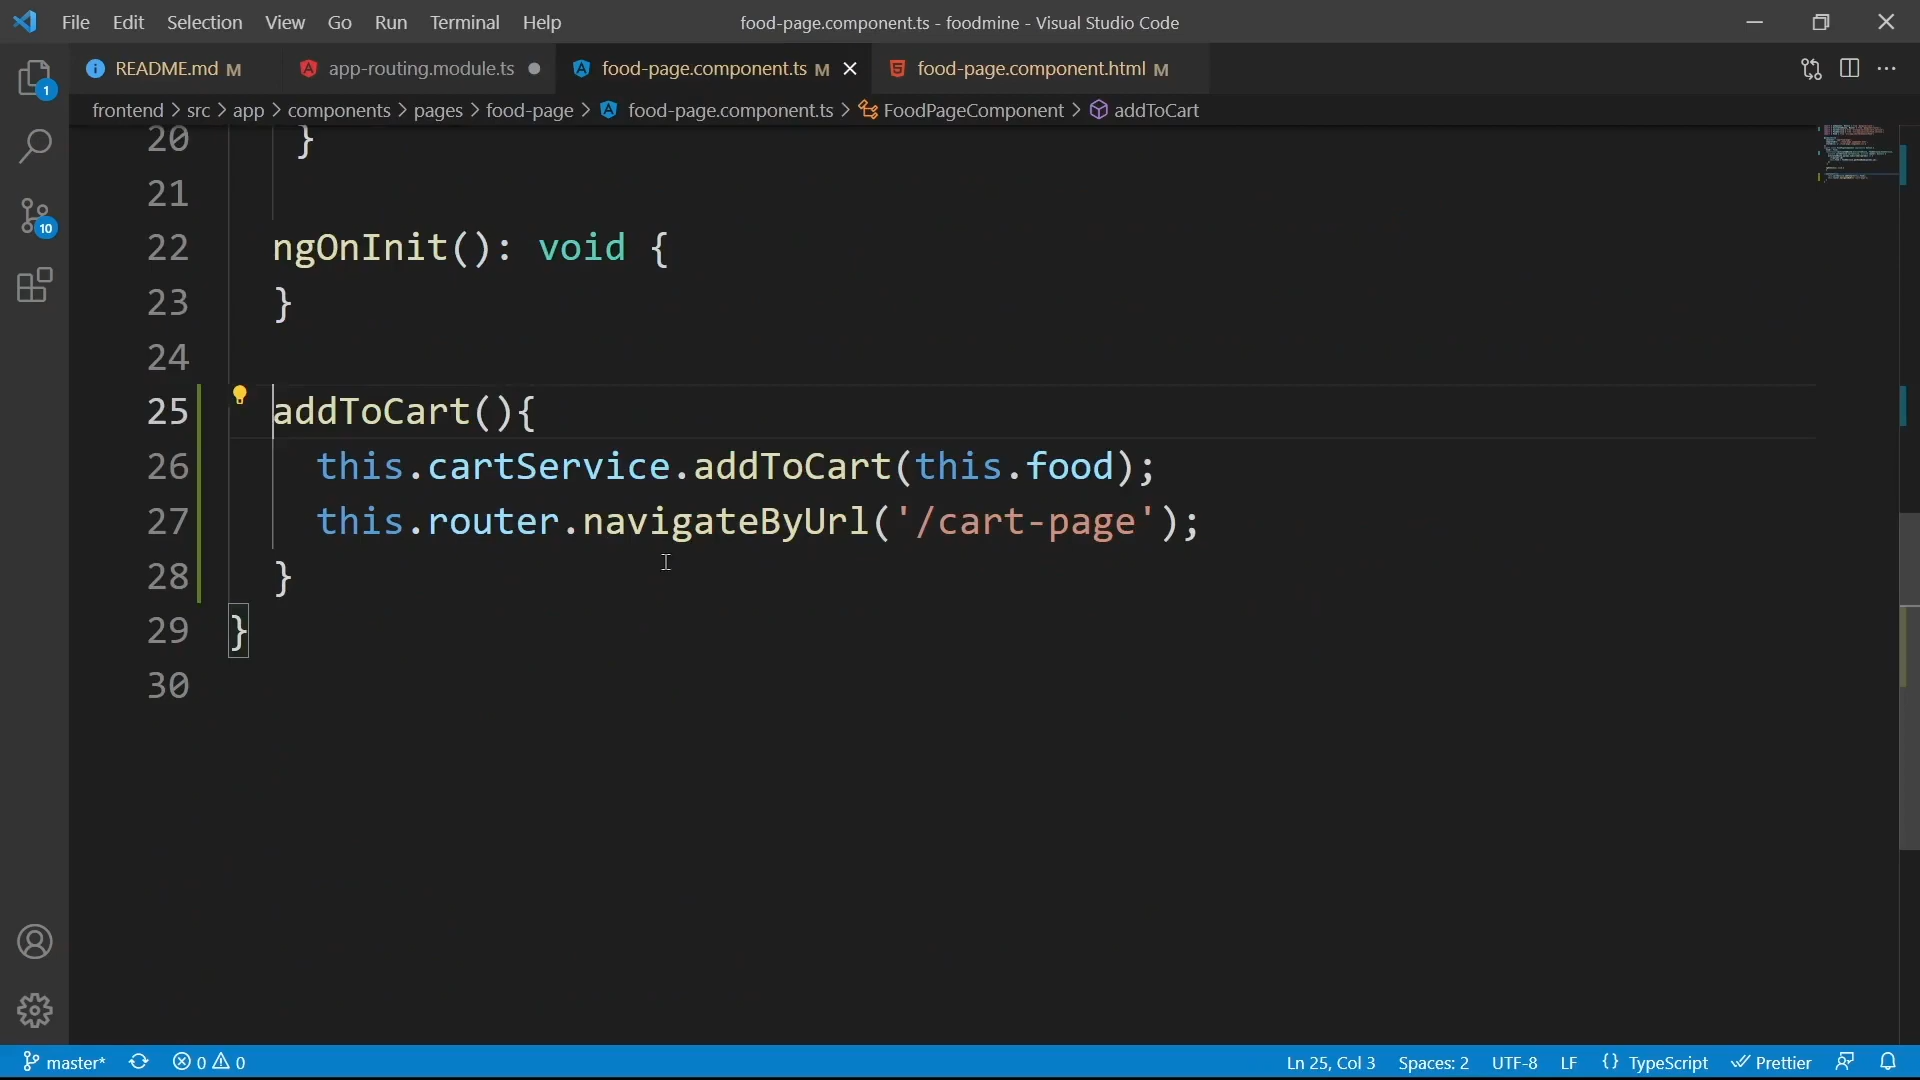 File Edit Selection View Go Run Terminal Help food-page.component.ts - foodmine - Visual Studio Code
README.md M app-routing.module.ts food-page.component.ts M food-page.component.html M
frontend > src > app > components > pages > food-page > food-page.component.ts > FoodPageComponent > addToCart
1
10
20 }
21
22 ngOnInit(): void {
23 }
24
25 addToCart(){
26 this.cartService.addToCart(this.food);
27 this.router.navigateByUrl('/cart-page');
28 }
29 }
30
master* 0 0 Ln 25, Col 3 Spaces: 2 UTF-8 LF {} TypeScript Prettier